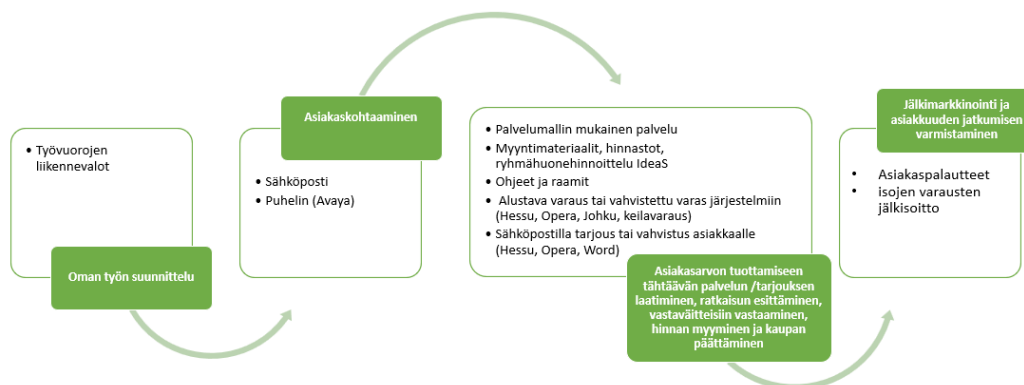 • Työvuorojen
liikennevalot
Oman työn suunnittelu
Asiakaskohtaaminen
• Sähköposti
• Puhelin (Avaya)
• Palvelumallin mukainen palvelu
• Myyntimateriaalit, hinnastot,
ryhmähuonehinnoittelu IdeaS
• Ohjeet ja raamit
• Alustava varaus tai vahvistettu varas järjestelmiin
(Hessu, Opera, Johku, keilavaraus)
• Sähköpostilla tarjous tai vahvistus asiakkaalle
(Hessu, Opera, Word)
Asiakasarvon tuottamiseen
tähtäävän palvelun /tarjouksen
laatiminen, ratkaisun esittäminen,
vastaväitteisiin vastaaminen,
hinnan myyminen ja kaupan
päättäminen
Jälkimarkkinointi ja
asiakkuuden jatkumisen
varmistaminen
• Asiakaspalautteet
• isojen varausten
jälkisoitto